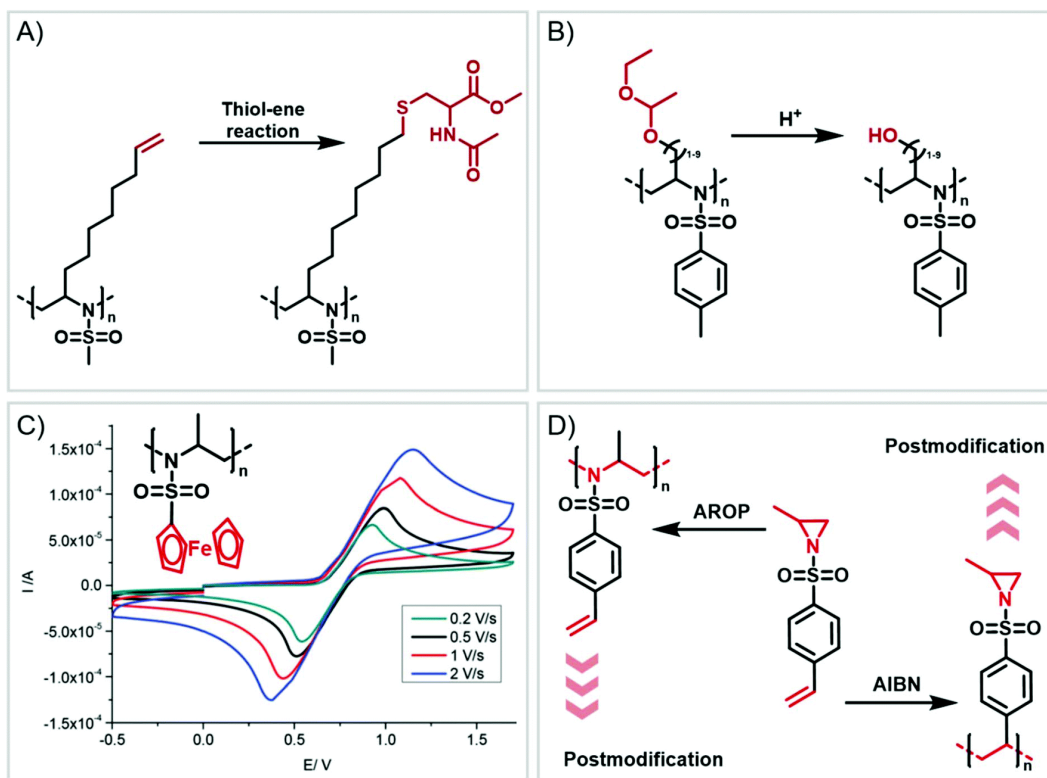 A)
Thiol-ene
reaction
S
O
O
HN
O
N
n
O=S=O
B)
O
O
1-9
N
n
O=S=O
H+
HO
1-9
N
n
O=S=O
C)
N
n
O=S=O
Fe
1.5x10-4
1.0x10-4
5.0x10-5
0.0
-5.0x10-5
-1.0x10-4
-1.5x10-4
I /A
-0.5 0.0 0.5 1.0 1.5
E/ V
0.2 V/s
0.5 V/s
1 V/s
2 V/s
D)
N
n
O=S=O
AROP
N
O=S=O
Postmodification
Postmodification
N
O=S=O
AIBN
n